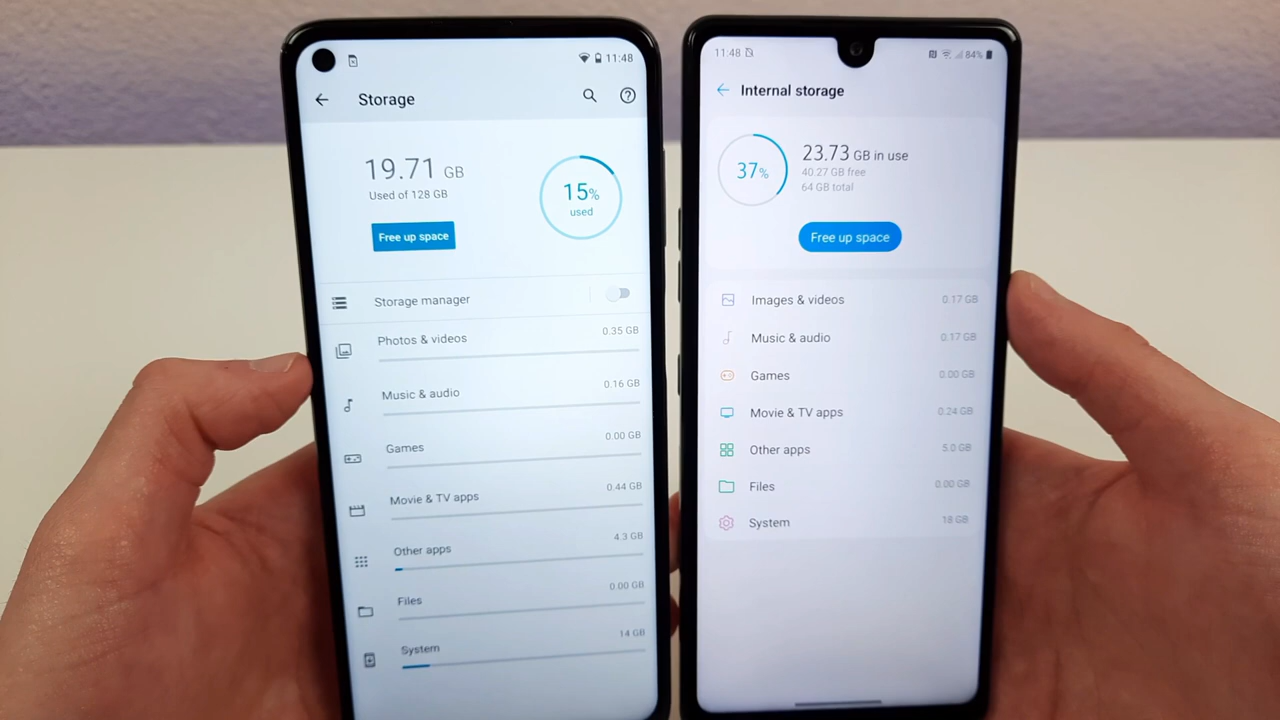 11:48
Storage
19.71 GB
Used of 128 GB
15%
used
Free up space
Storage manager
Photos & videos 0.35 GB
Music & audio 0.16 GB
Games 0.00 GB
Movie & TV apps 0.44 GB
Other apps 4.3 GB
Files 0.00 GB
System 14 GB
11:48 84%
Internal storage
37%
23.73 GB in use
40.27 GB free
64 GB total
Free up space
Images & videos 0.17 GB
Music & audio 0.17 GB
Games 0.00 GB
Movie & TV apps 0.24 GB
Other apps 5.0 GB
Files 0.00 GB
System 18 GB